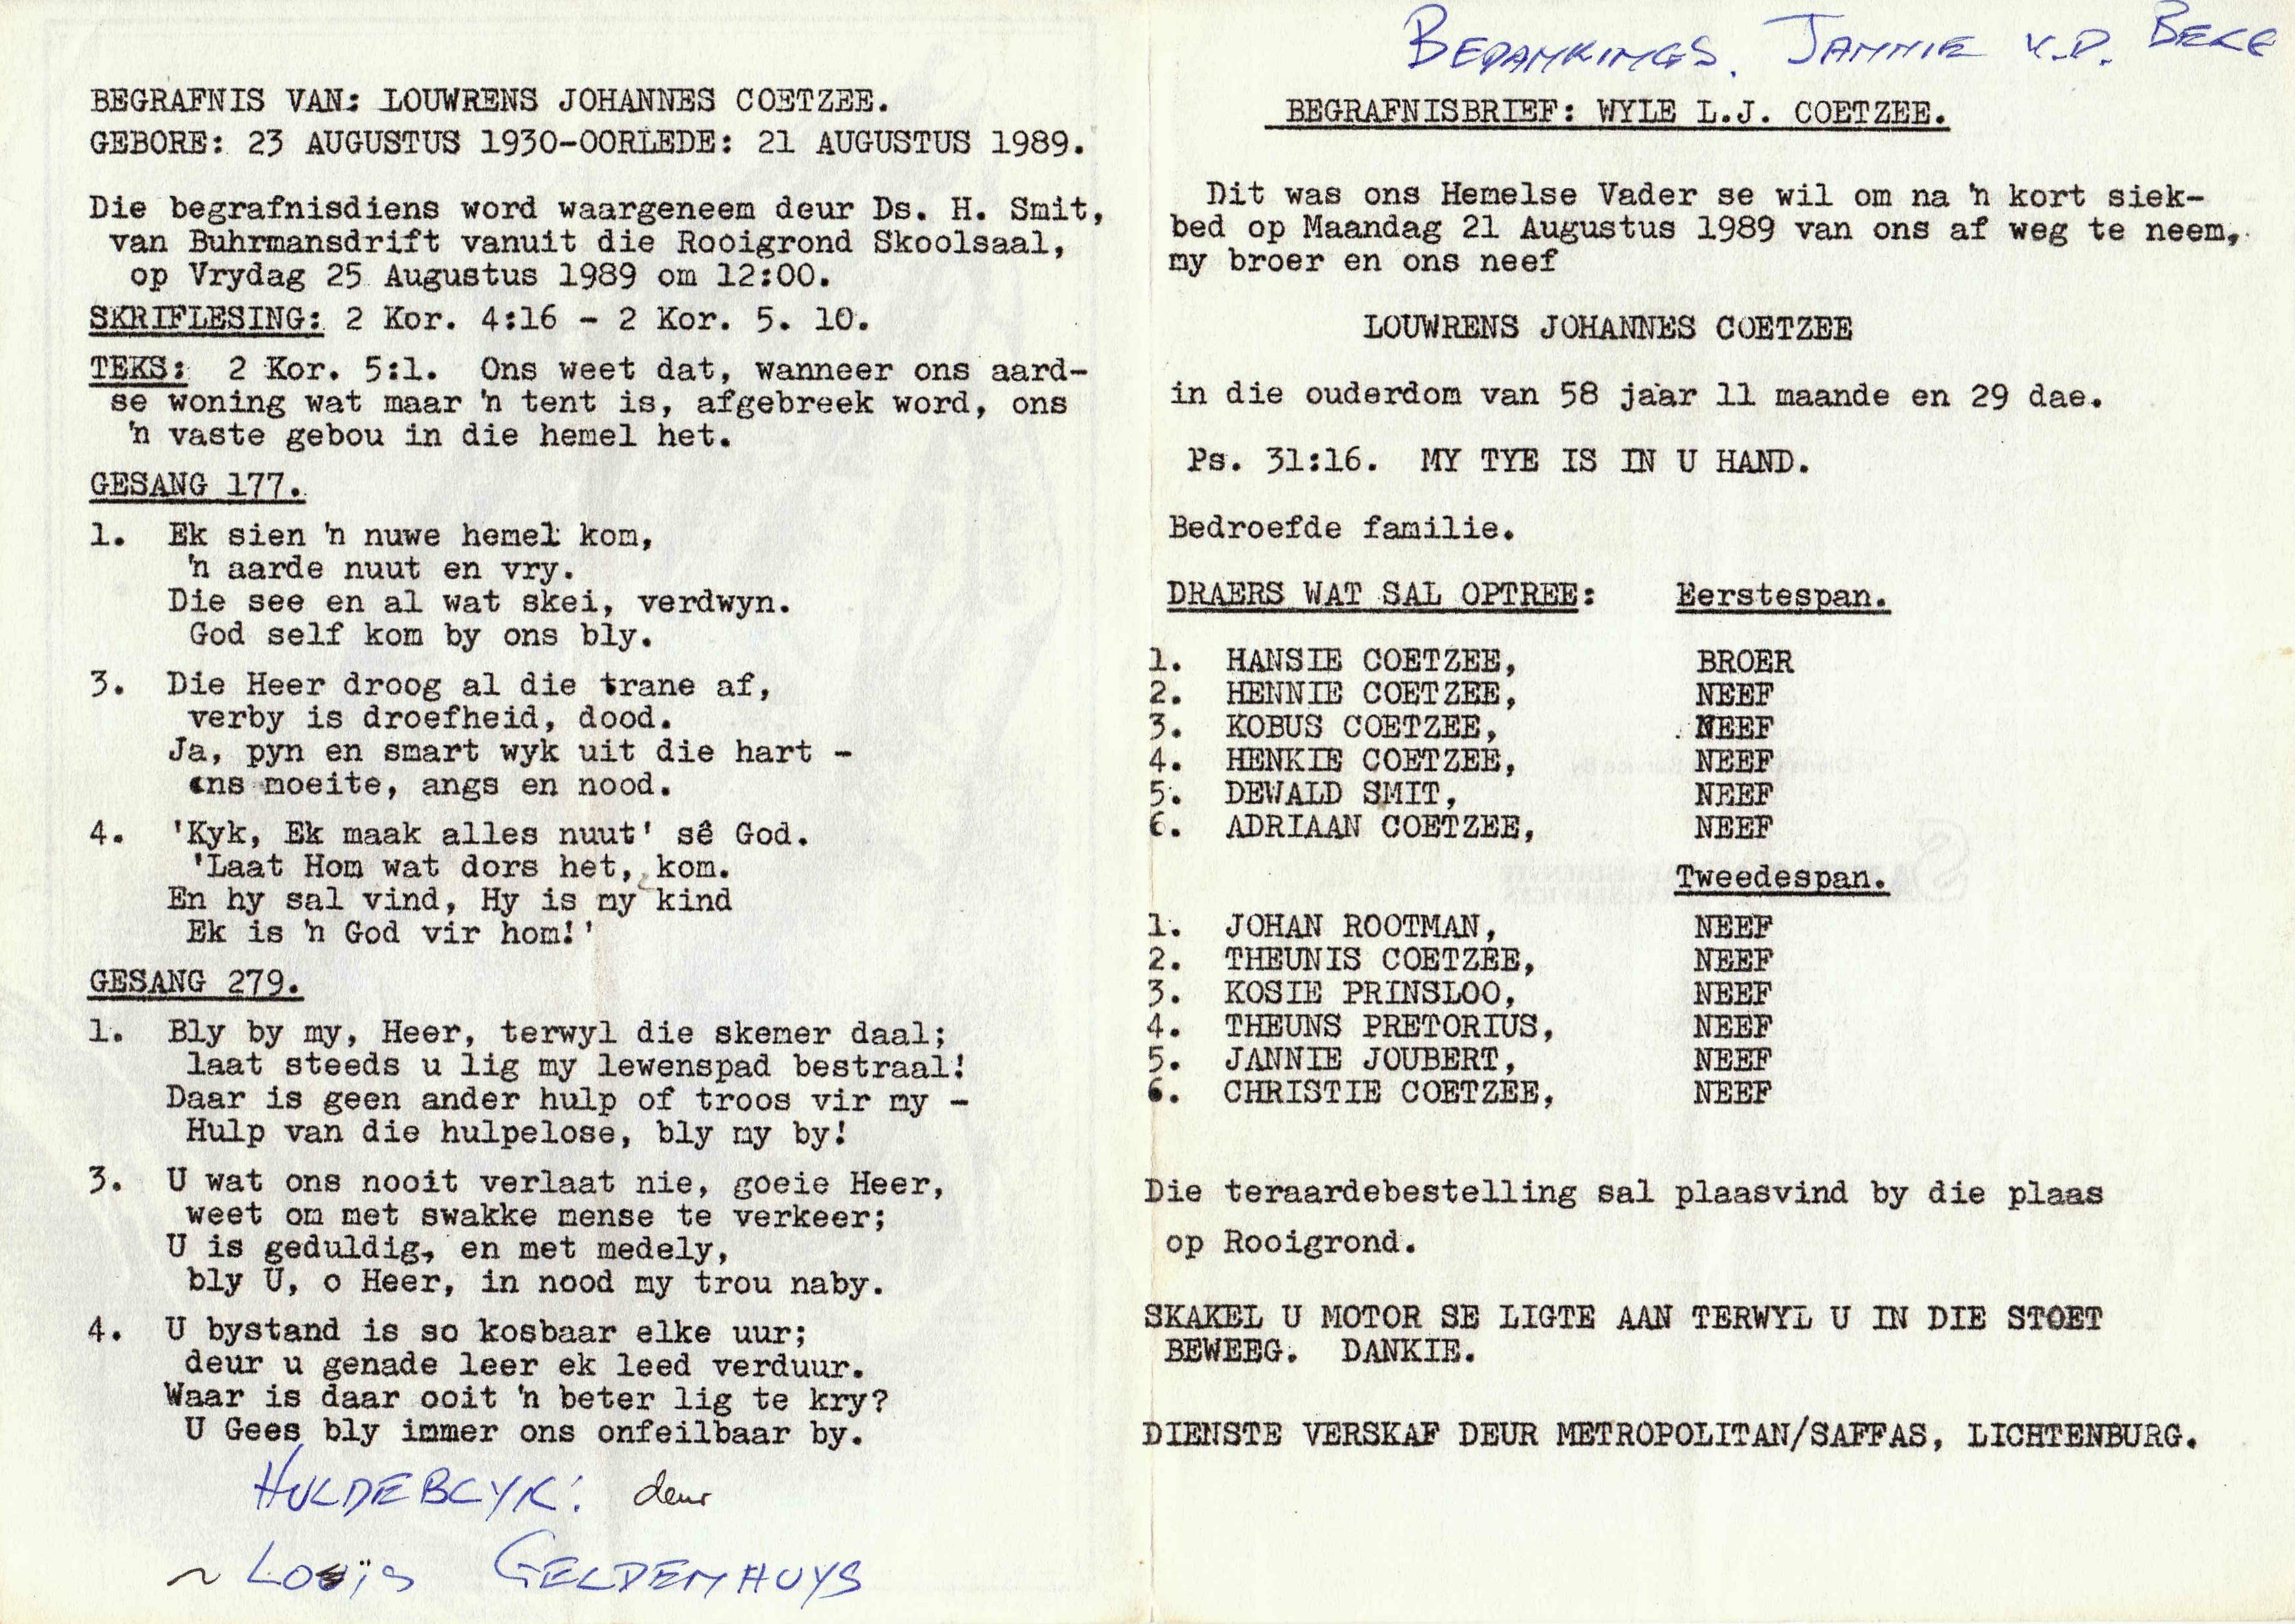 BEGRAFNIS VAN: LOUWRENS JOHANNES COETZEE.
GEBORE: 23 AUGUSTUS 1930-OORLEDE: 21 AUGUSTUS 1989.
Die begrafnisdiens word waargeneem deur Ds. H. Smit,
van Buhrmansdrift vanuit die Rooigrond Skoolsaal,
op Vrydag 25 Augustus 1989 om 12:00.
SKRIFLESING: 2 Kor. 4:16 - 2 Kor. 5. 10.
TEKS: 2 Kor. 5:1. Ons weet dat, wanneer ons aard-
se woning wat maar 'n tent is, afgebreek word, ons
'n vaste gebou in die hemel het.
GESANG 177.
1. Ek sien 'n nuwe hemel kom,
'n aarde nuut en vry.
Die see en al wat skei, verdwyn.
God self kom by ons bly.
3. Die Heer droog al die trane af,
verby is droefheid, dood.
Ja, pyn en smart wyk uit die hart -
ons moeite, angs en nood.
4. 'Kyk, Ek maak alles nuut' sê God.
'Laat Hom wat dors het, kom.
En hy sal vind, Hy is my kind
Ek is 'n God vir hom!'
GESANG 279.
1. Bly by my, Heer, terwyl die skemer daal;
laat steeds u lig my lewenspad bestraal!
Daar is geen ander hulp of troos vir my -
Hulp van die hulpelose, bly my by!
3. U wat ons nooit verlaat nie, goeie Heer,
weet om met swakke mense te verkeer;
U is geduldig, en met medely,
bly U, o Heer, in nood my trou naby.
4. U bystand is so kosbaar elke uur;
deur u genade leer ek leed verduur.
Waar is daar ooit 'n beter lig te kry?
U Gees bly immer ons onfeilbaar by.
HULDEBLYK: deur
~ Louïs GELDENHUYS
BEDANKINGS. JANNIE V.D. BEKE
BEGRAFNISBRIEF: WYLE L.J. COETZEE.
Dit was ons Hemelse Vader se wil om na 'n kort siek-
bed op Maandag 21 Augustus 1989 van ons af weg te neem,
my broer en ons neef
LOUWRENS JOHANNES COETZEE
in die ouderdom van 58 jaar 11 maande en 29 dae.
Ps. 31:16. MY TYE IS IN U HAND.
Bedroefde familie.
DRAERS WAT SAL OPTREE: Eerstespan.
1. HANSIE COETZEE, BROER
2. HENNIE COETZEE, NEEF
3. KOBUS COETZEE, NEEF
4. HENKIE COETZEE, NEEF
5. DEWALD SMIT, NEEF
6. ADRIAAN COETZEE, NEEF
Tweedespan.
1. JOHAN ROOTMAN, NEEF
2. THEUNIS COETZEE, NEEF
3. KOSIE PRINSLOO, NEEF
4. THEUNS PRETORIUS, NEEF
5. JANNIE JOUBERT, NEEF
6. CHRISTIE COETZEE, NEEF
Die teraardebestelling sal plaasvind by die plaas
op Rooigrond.
SKAKEL U MOTOR SE LIGTE AAN TERWYL U IN DIE STOET
BEWEEG. DANKIE.
DIENSTE VERSKAF DEUR METROPOLITAN/SAFFAS, LICHTENBURG.